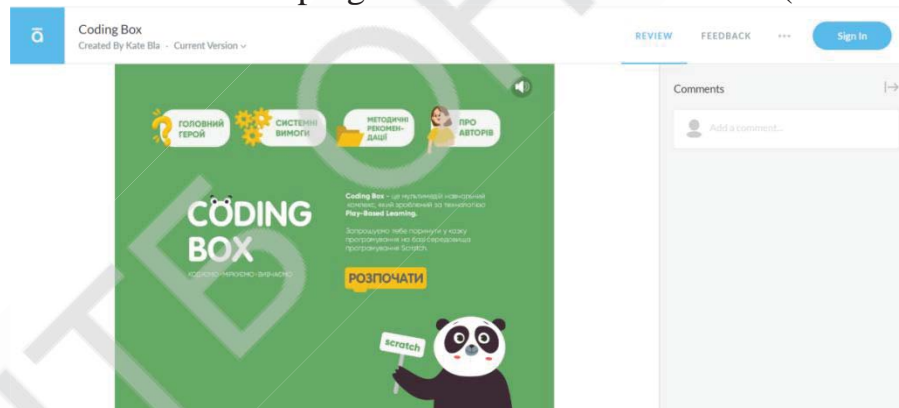 ā
Coding Box
Created By Kate Bla - Current Version
REVIEW
FEEDBACK
Sign In
Comments
Add a comment...
ГОЛОВНИЙ
ГЕРОЙ
СИСТЕМНІ
ВИМОГИ
МЕТОДИЧНІ
РЕКОМЕН-
ДАЦІЇ
ПРО
АВТОРІВ
CODING
BOX
Coding Box - це мультимедій навчальний
комплекс, який зроблений за технологією
Play-Based Learning.
Запрошуємо тебе поринути у казку
програмування на базі середовища
програмування Scratch.
РОЗПОЧАТИ
scratch